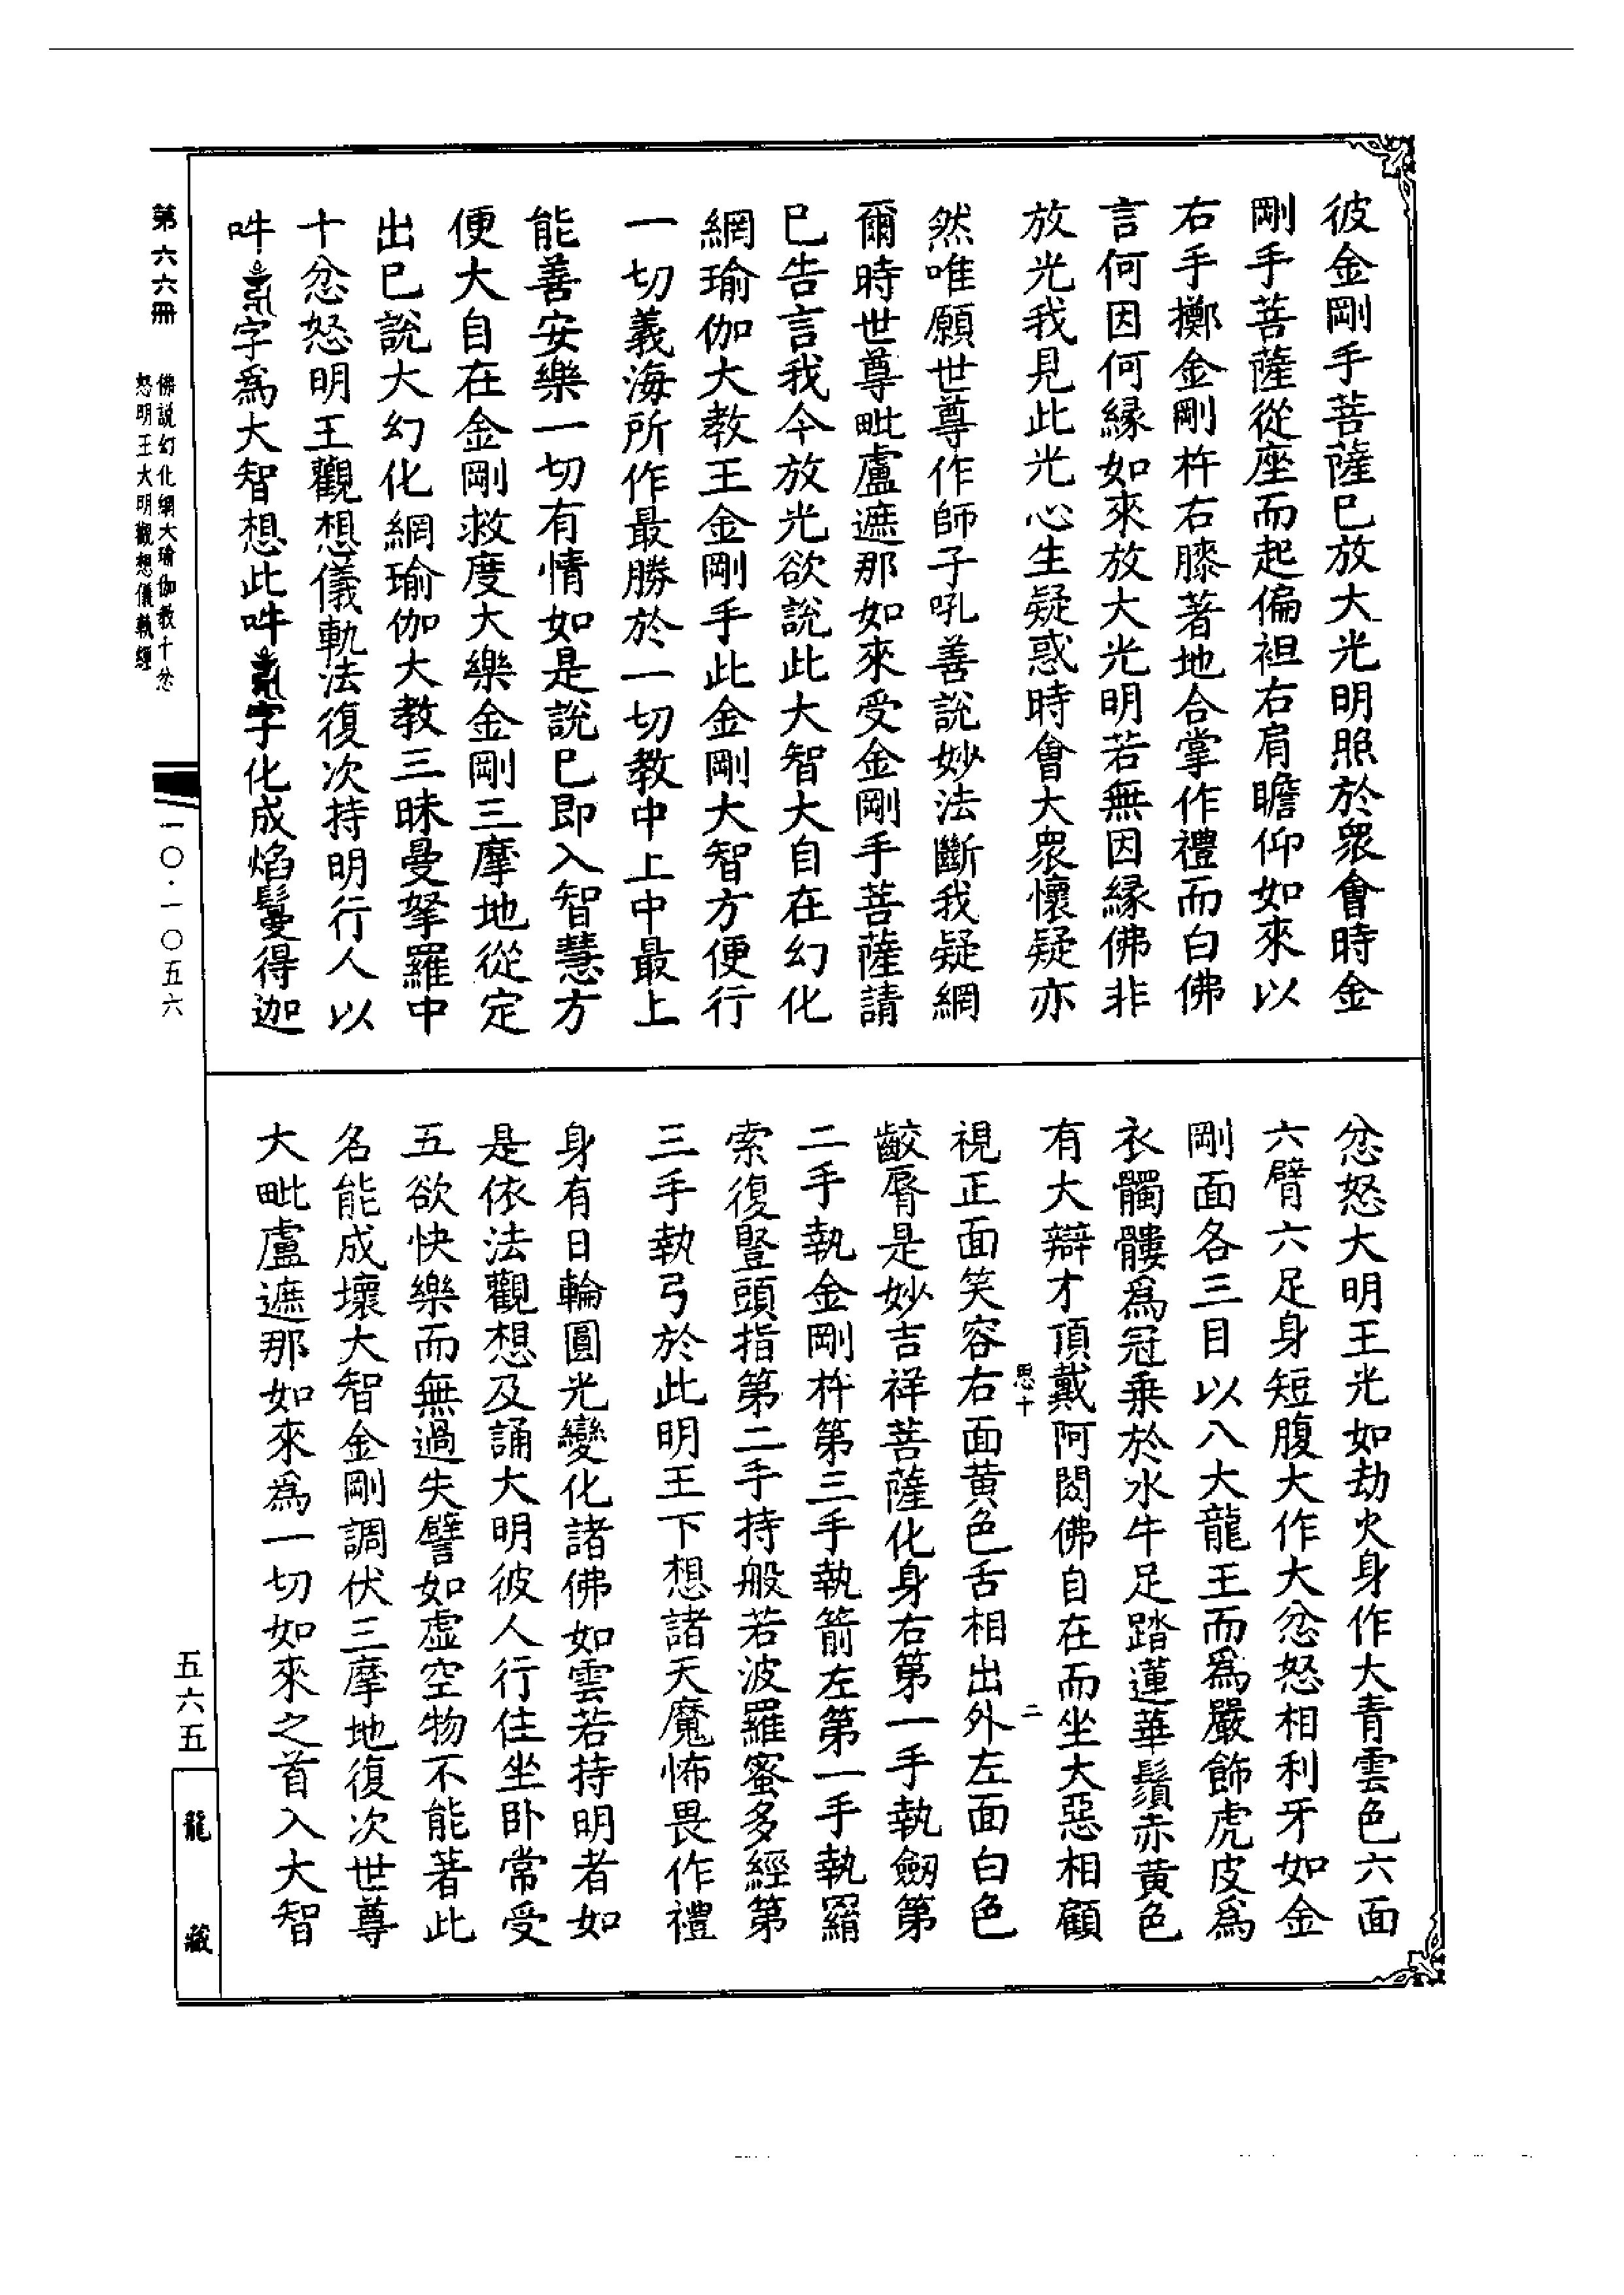 彼金剛手菩薩巳放大光明照於衆會時金
剛手菩薩從座而起偏袒右肩瞻仰如來以
右手擲金剛杵右膝著地合掌作禮而白佛
言何因何縁如來放大光明若無因縁佛非
放光我見此光心生疑惑時會大衆懷疑亦
然唯願世尊作師子吼善說妙法斷我疑網
爾時世尊毗盧遮那如來受金剛手菩薩請
巳告言我今放光欲說此大智大自在幻化
網瑜伽大教王金剛手此金剛大智方便行
一切義海所作最勝於一切教中上中最上
能善安樂一切有情如是說巳即入智慧方
便大自在金剛救度大樂金剛三摩地從定
出巳說大幻化網瑜伽大教三昧曼拏羅中
十忿怒明王觀想儀軌法復次持明行人以
吽字為大智想此吽字化成焰鬘得迦
忿怒大明王光如劫火身作大青雲色六面
六臂六足身短腹大作大忿怒相利牙如金
剛面各三目以八大龍王而為嚴飾虎皮為
衣髑髏為冠乗於水牛足踏蓮華鬚赤黄色
有大辯才頂戴阿閦佛自在而坐大惡相顧
思十
二
視正面笑容右面黄色舌相出外左面白色
齩脣是妙吉祥菩薩化身右第一手執劒第
二手執金剛杵第三手執箭左第一手執羂
索復豎頭指第二手持般若波羅蜜多經第
三手執弓於此明王下想諸天魔怖畏作禮
身有日輪圓光變化諸佛如雲若持明者如
是依法觀想及誦大明彼人行住坐卧常受
五欲快樂而無過失譬如虛空物不能著此
名能成壞大智金剛調伏三摩地復次世尊
大毗盧遮那如來為一切如來之首入大智
第六六冊
佛說幻化網大瑜伽教十忿
怒明王大明觀想儀軌經
一〇·一〇五六
五六五
龍藏